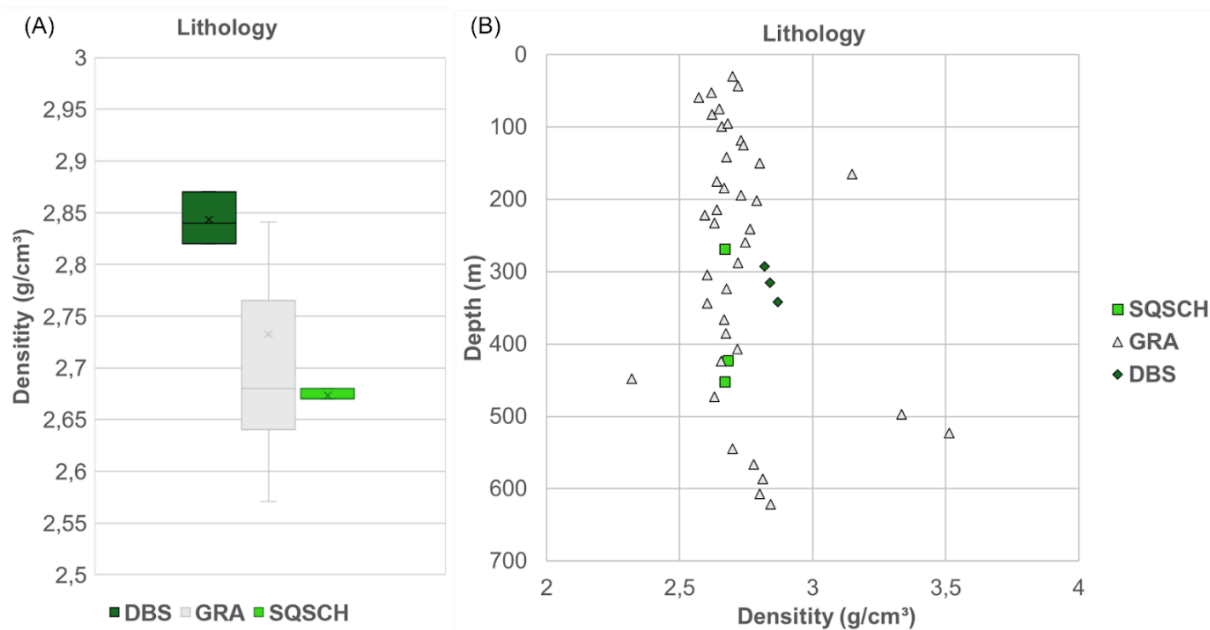 (A)
Lithology
Densitity (g/cm³)
3
2,95
2,9
2,85
2,8
2,75
2,7
2,65
2,6
2,55
2,5
DBS GRA SQSCH
(B)
Lithology
Depth (m)
0
100
200
300
400
500
600
700
2 2,5 3 3,5 4
Densitity (g/cm³)
SQSCH
GRA
DBS